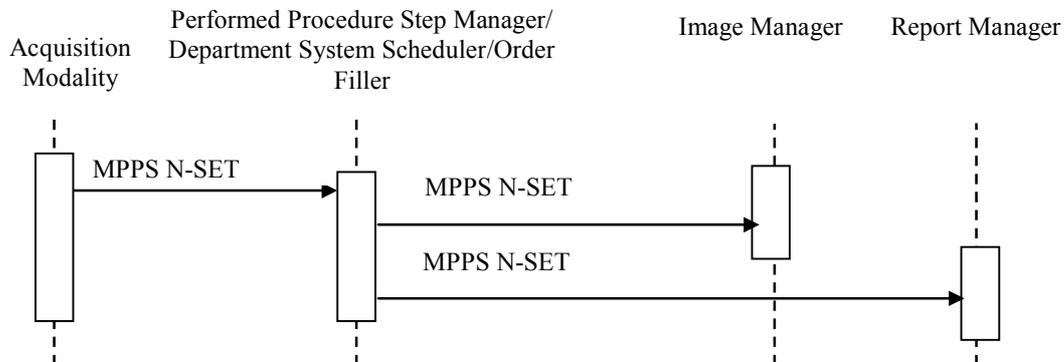 Acquisition
Modality
Performed Procedure Step Manager/
Department System Scheduler/Order
Filler
Image Manager
Report Manager
MPPS N-SET
MPPS N-SET
MPPS N-SET